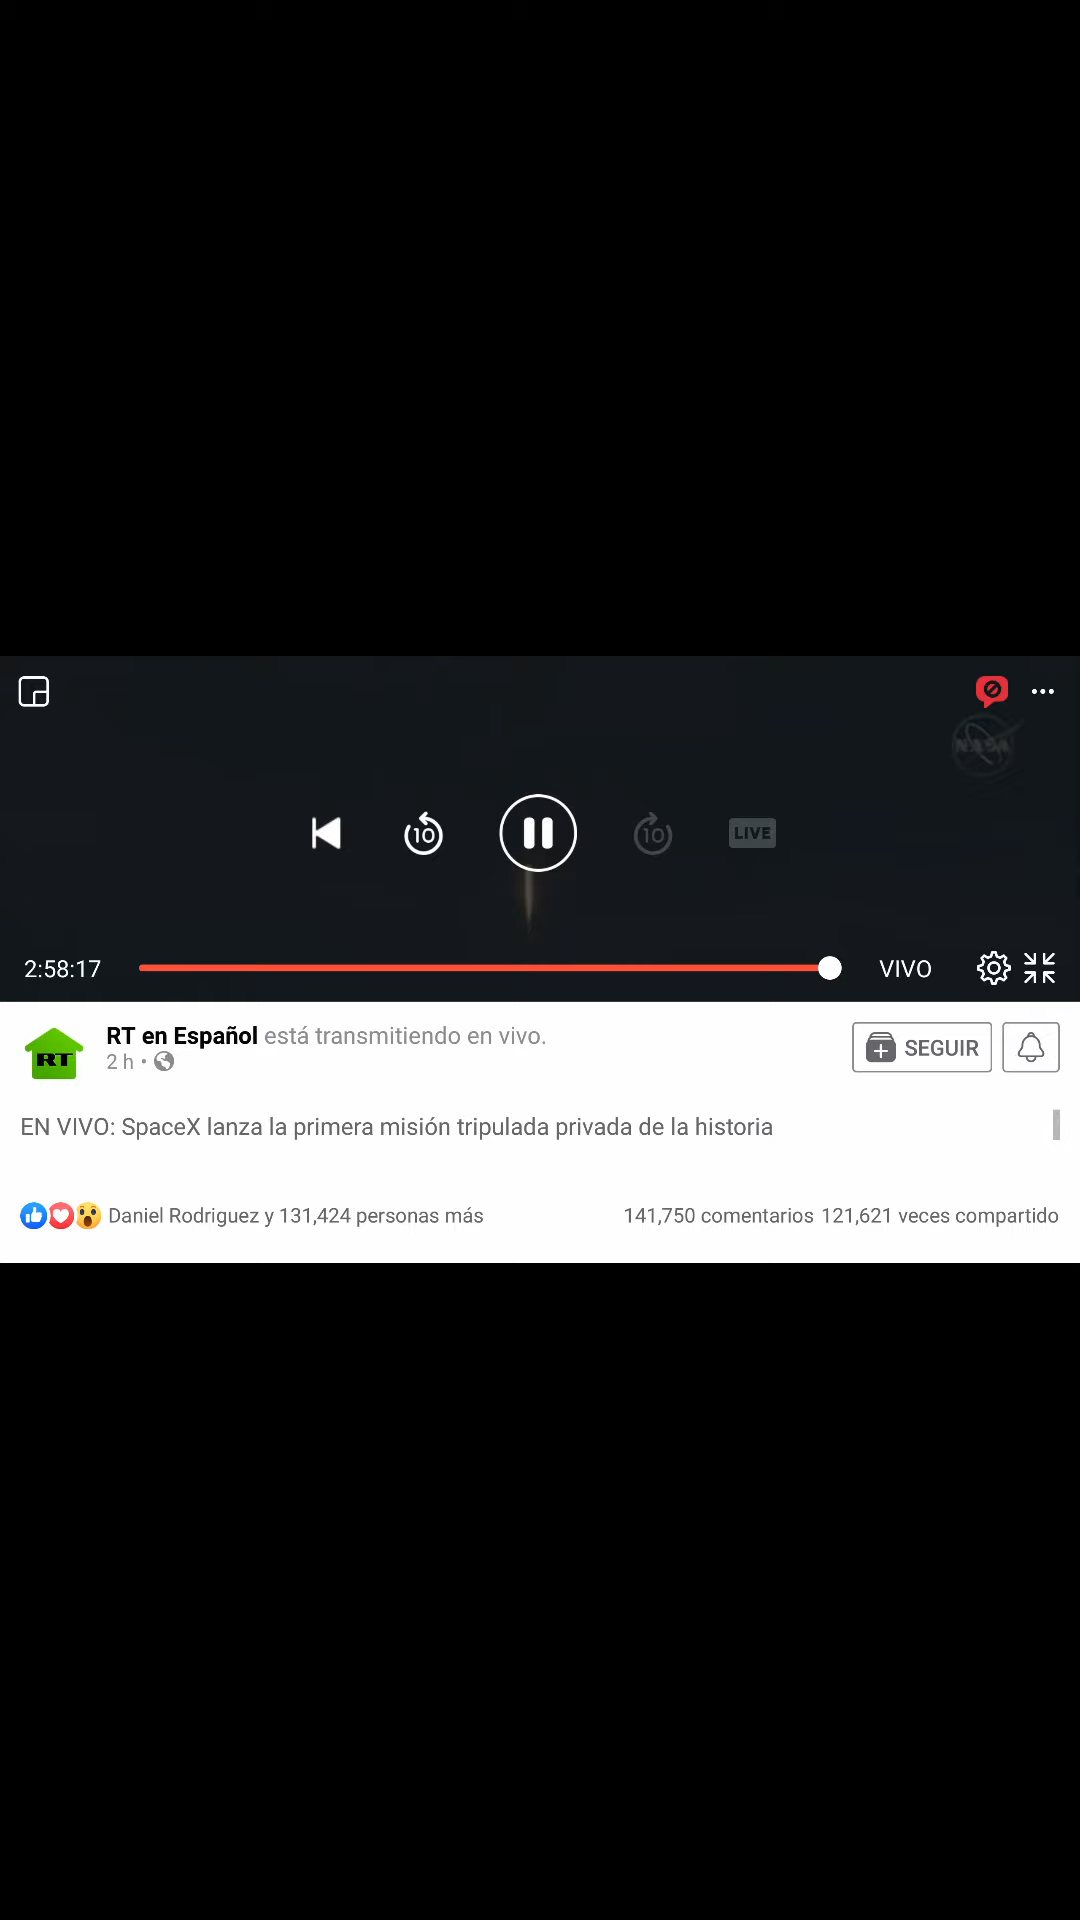 NASA
10
10
LIVE
2:58:17
VIVO
RT
RT en Español está transmitiendo en vivo.
2 h •
SEGUIR
EN VIVO: SpaceX lanza la primera misión tripulada privada de la historia
Daniel Rodriguez y 131,424 personas más
141,750 comentarios 121,621 veces compartido